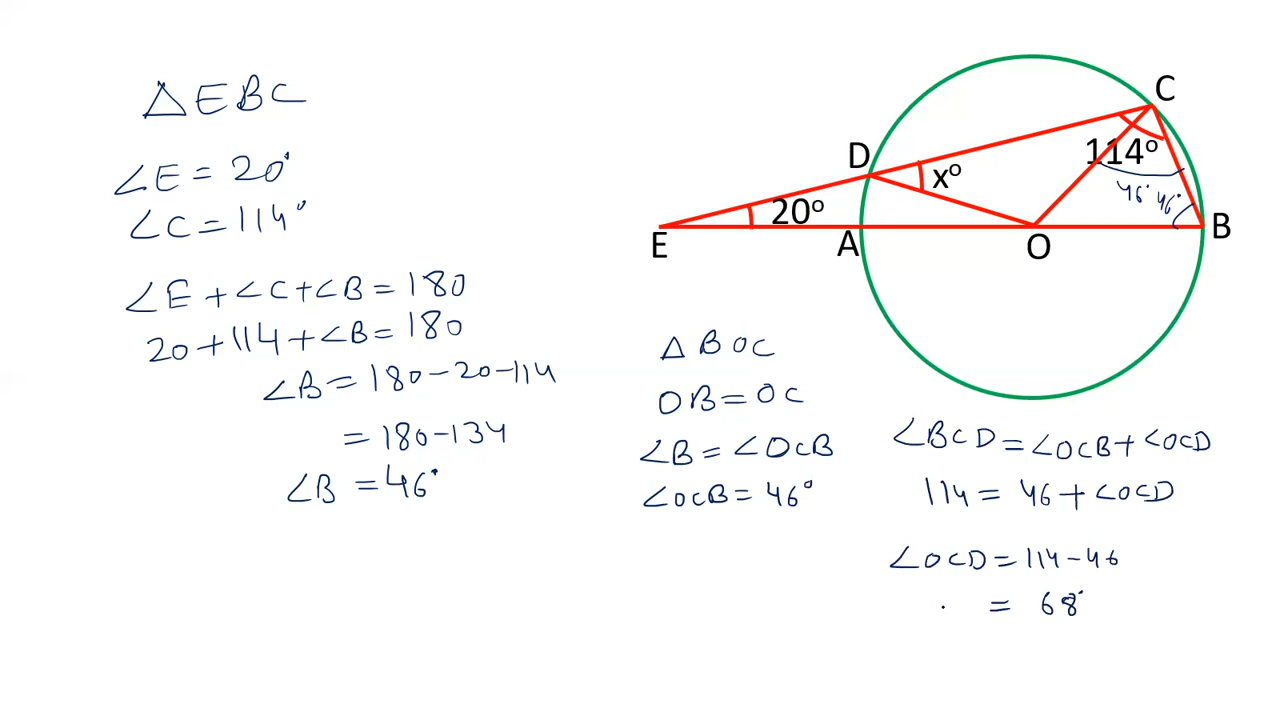 △EBC
∠E = 20°
∠C = 114°
∠E + ∠C + ∠B = 180
20 + 114 + ∠B = 180
∠B = 180 - 20 - 114
= 180 - 134
∠B = 46°
C
D
114°
x°
46° 46°
20°
E
A
O
B
△ BOC
OB = OC
∠B = ∠OCB
∠OCB = 46°
∠BCD = ∠OCB + ∠OCD
114 = 46 + ∠OCD
∠OCD = 114 - 46
= 68°